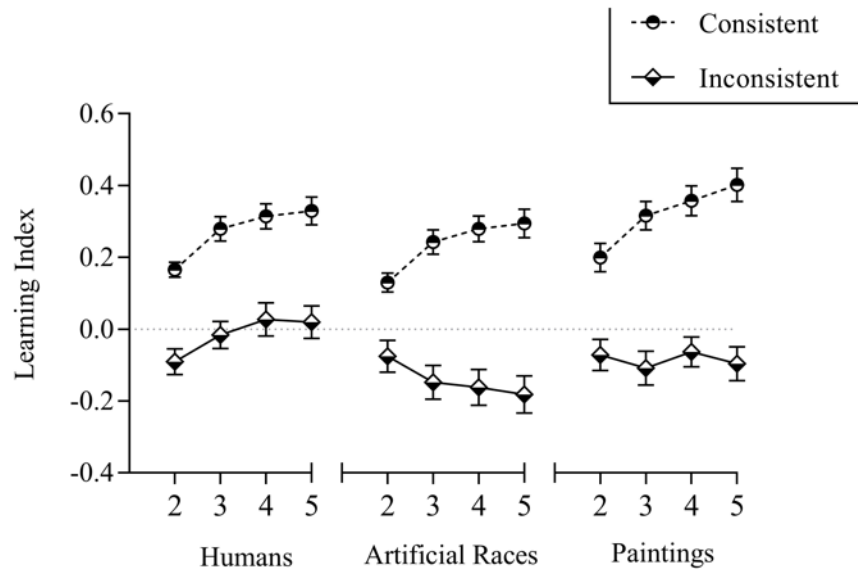 Consistent
Inconsistent
0.6
0.4
0.2
0.0
-0.2
-0.4
Learning Index
2 3 4 5 2 3 4 5 2 3 4 5
Humans Artificial Races Paintings